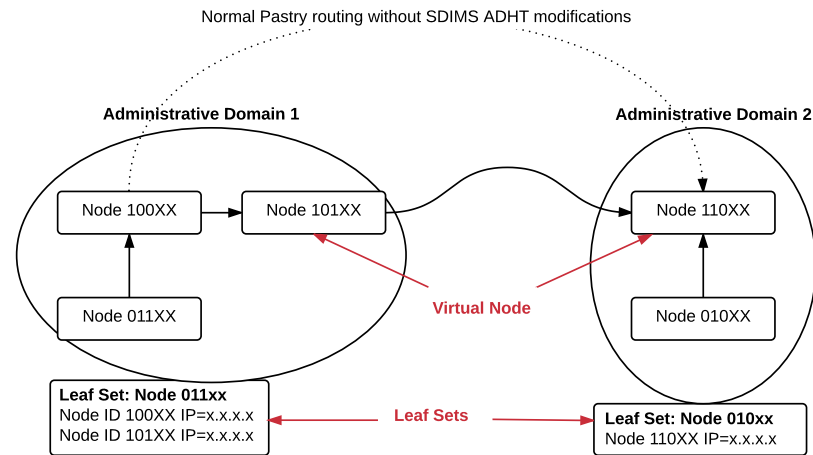 Normal Pastry routing without SDIMS ADHT modifications
Administrative Domain 1
Administrative Domain 2
Node 100XX
Node 101XX
Node 110XX
Virtual Node
Node 011XX
Node 010XX
Leaf Set: Node 011xx
Node ID 100XX IP=x.x.x.x
Node ID 101XX IP=x.x.x.x
Leaf Sets
Leaf Set: Node 010xx
Node 110XX IP=x.x.x.x